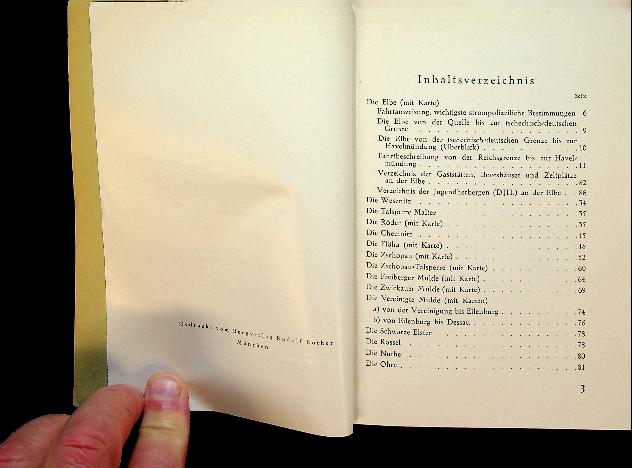 Gedruckt vom Bergverlag Rudolf Rother
München
Inhaltsverzeichnis
Seite
Die Elbe (mit Karte)
Fahrtanweisung, wichtigste strompolizeiliche Bestimmungen 6
Die Elbe von der Quelle bis zur tschechisch-deutschen
Grenze . . . . . . . . . . . . 9
Die Elbe von der tschechisch-deutschen Grenze bis zur
Havelmündung (Überblick) . . . . . . . . 10
Fahrtbeschreibung von der Reichsgrenze bis zur Havel-
mündung . . . . . . . . . . . . 11
Verzeichnis der Gaststätten, Bootshäuser und Zeltplätze
an der Elbe . . . . . . . . . . . . 82
Verzeichnis der Jugendherbergen (DJH.) an der Elbe . . 86
Die Wesenitz . . . . . . . . . . . . 34
Die Talsperre Malter . . . . . . . . . . 35
Die Röder (mit Karte) . . . . . . . . . . 35
Die Chemnitz . . . . . . . . . . . . 45
Die Flöha (mit Karte) . . . . . . . . . . 48
Die Zschopau (mit Karte) . . . . . . . . . 52
Die Zschopau-Talsperre (mit Karte) . . . . . . . 60
Die Freiberger Mulde (mit Karte) . . . . . . . 64
Die Zwickauer Mulde (mit Karte) . . . . . . . 69
Die Vereinigte Mulde (mit Karten)
a) von der Vereinigung bis Eilenburg . . . . . . 74
b) von Eilenburg bis Dessau . . . . . . . . 76
Die Schwarze Elster . . . . . . . . . . 78
Die Rossel . . . . . . . . . . . . 78
Die Nuthe . . . . . . . . . . . . 80
Die Ohre . . . . . . . . . . . . 81
3